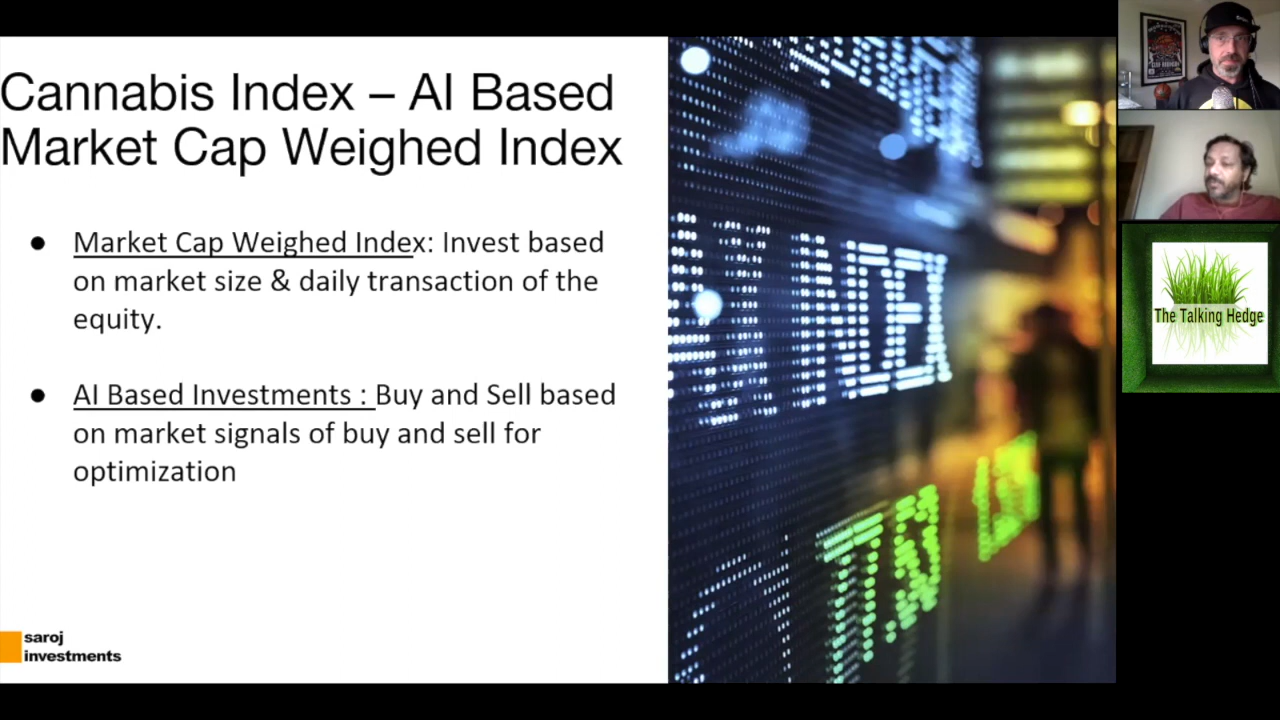 Cannabis Index – AI Based
Market Cap Weighed Index
● Market Cap Weighed Index: Invest based
on market size & daily transaction of the
equity.
● AI Based Investments : Buy and Sell based
on market signals of buy and sell for
optimization
saroj
investments
INDEX
The Talking Hedge